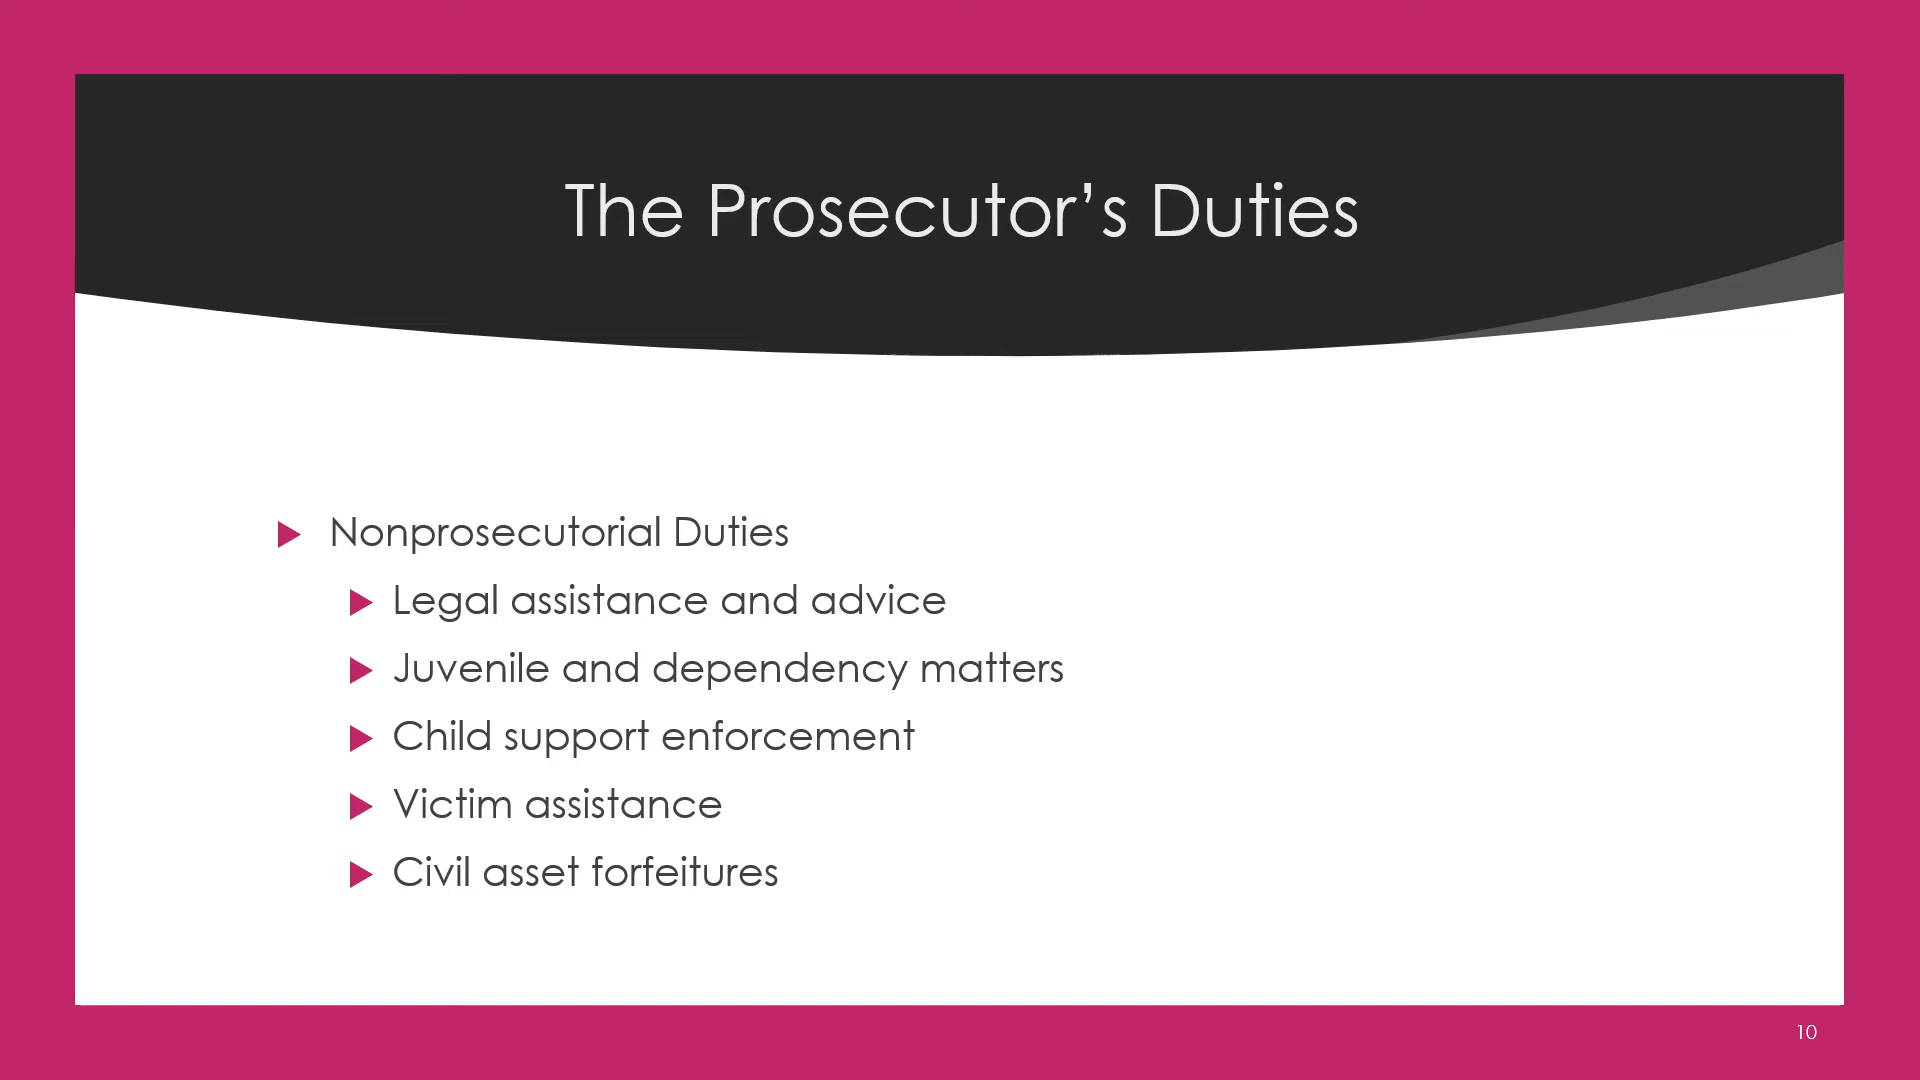 The Prosecutor’s Duties
Nonprosecutorial Duties
Legal assistance and advice
Juvenile and dependency matters
Child support enforcement
Victim assistance
Civil asset forfeitures
10